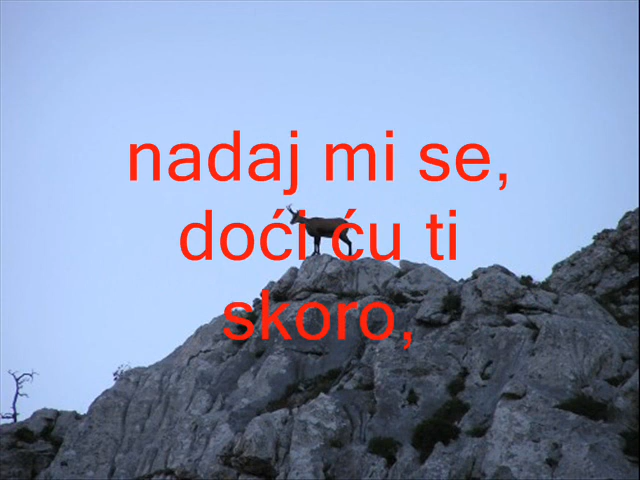 nadaj mi se,
doći ću ti
skoro,